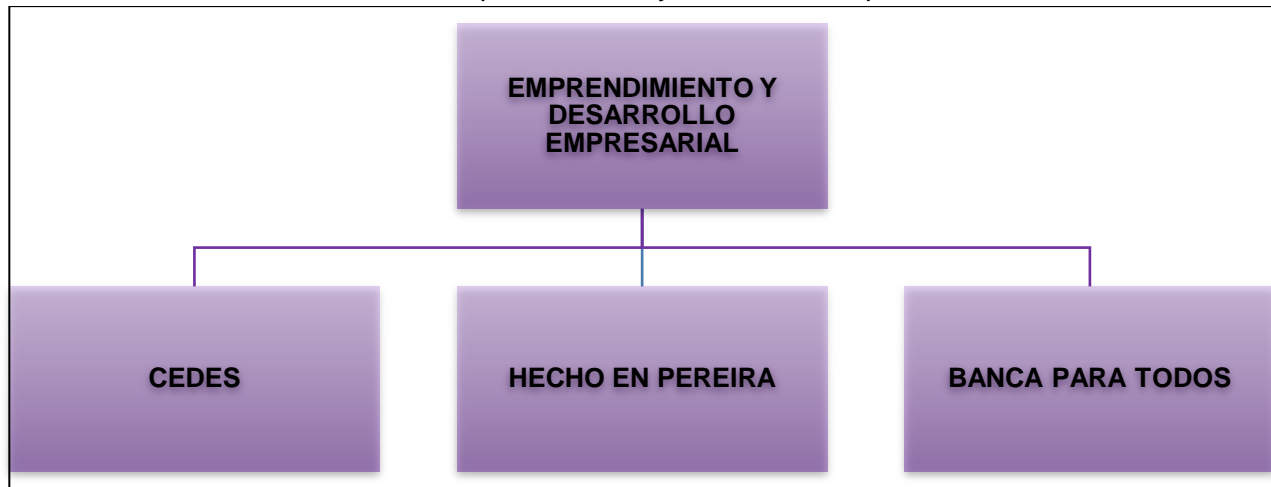 EMPRENDIMIENTO Y
DESARROLLO
EMPRESARIAL
CEDES
HECHO EN PEREIRA
BANCA PARA TODOS